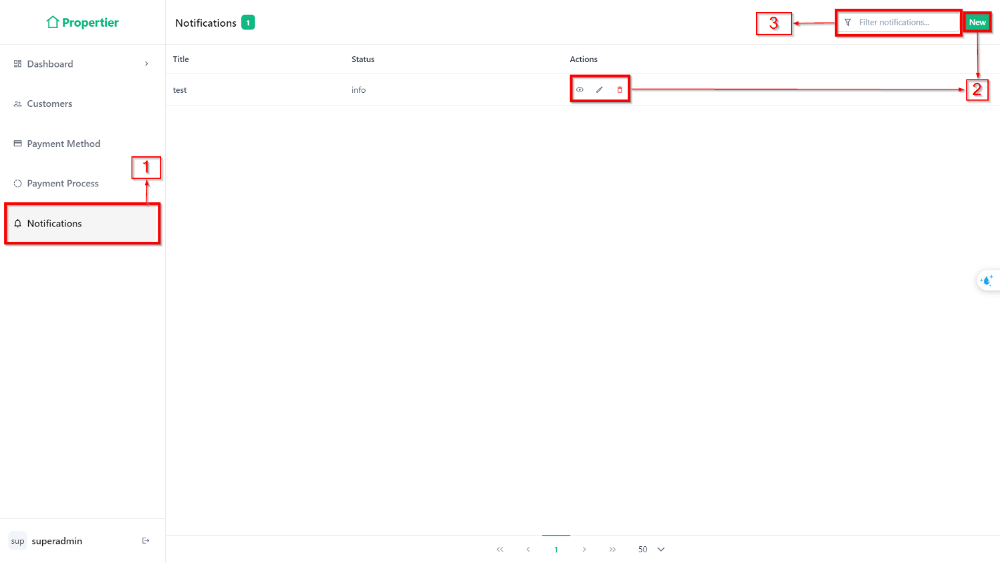 Propertier
Notifications 1
3
Filter notifications...
New
Dashboard
Title Status Actions
test info
2
Customers
Payment Method
1
Payment Process
Notifications
sup superadmin
1
50